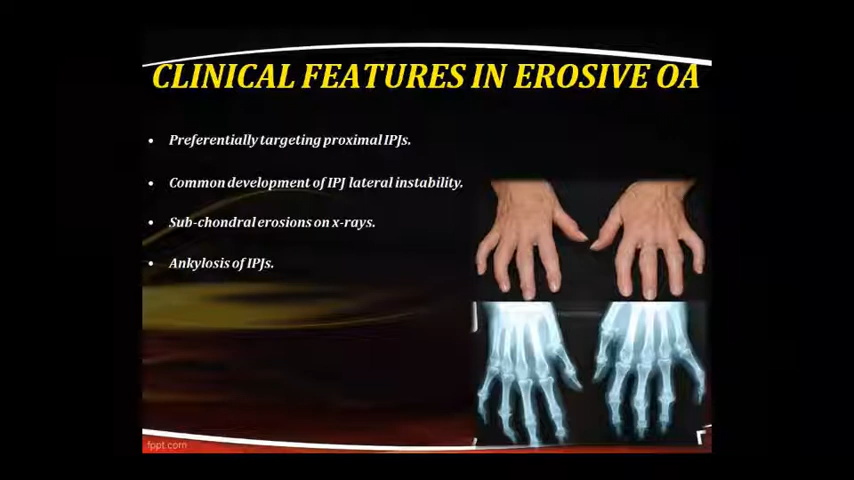 CLINICAL FEATURES IN EROSIVE OA
• Preferentially targeting proximal IPJs.
• Common development of IPJ lateral instability.
• Sub-chondral erosions on x-rays.
• Ankylosis of IPJs.
fppt.com